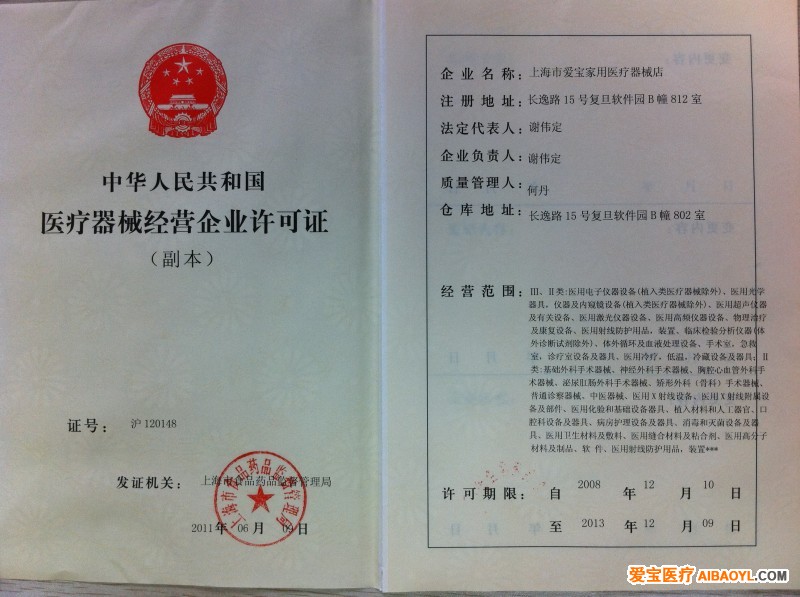 中华人民共和国
医疗器械经营企业许可证
（副本）
证号：沪 120148
发证机关：上海市食品药品监督管理局
2011年 06月 09日
上海市食品药品监督管理局
企业名称：上海市爱宝家用医疗器械店
注册地址：长逸路 15 号复旦软件园 B 幢 812 室
法定代表人：谢伟定
企业负责人：谢伟定
质量管理人：何丹
仓库地址：长逸路 15 号复旦软件园 B 幢 802 室
经营范围：Ⅲ、Ⅱ类:医用电子仪器设备(植入类医疗器械除外)、医用光学
器具，仪器及内窥镜设备(植入类医疗器械除外)、医用超声仪器
及有关设备、医用激光仪器设备、医用高频仪器设备、物理治疗
及康复设备、医用射线防护用品，装置、临床检验分析仪器(体
外诊断试剂除外)、体外循环及血液处理设备、手术室，急救
室，诊疗室设备及器具、医用冷疗，低温，冷藏设备及器具；Ⅱ
类:基础外科手术器械、神经外科手术器械、胸腔心血管外科手
术器械、泌尿肛肠外科手术器械、矫形外科（骨科）手术器械、
普通诊察器械、中医器械、医用 X 射线设备、医用 X 射线附属设
备及部件、医用化验和基础设备器具、植入材料和人工器官、口
腔科设备及器具、病房护理设备及器具、消毒和灭菌设备及器
具、医用卫生材料及敷料、医用缝合材料及粘合剂、医用高分子
材料及制品、软 件、医用射线防护用品，装置***
许可期限：自 2008 年 12 月 10 日
至 2013 年 12 月 09 日
爱宝医疗 AIBAOYL.COM